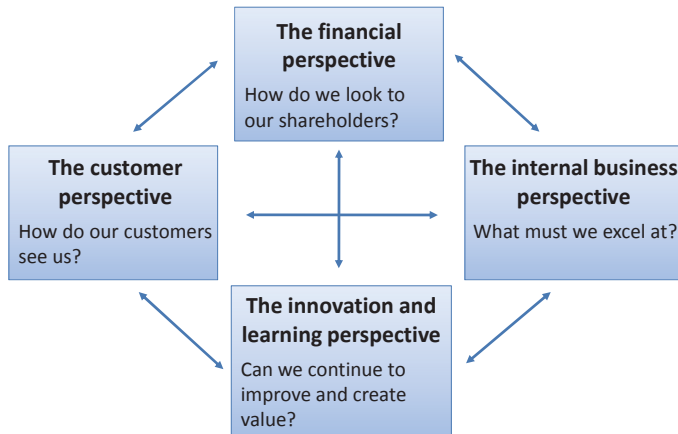 The financial
perspective
How do we look to
our shareholders?
The customer
perspective
How do our customers
see us?
The internal business
perspective
What must we excel at?
The innovation and
learning perspective
Can we continue to
improve and create
value?